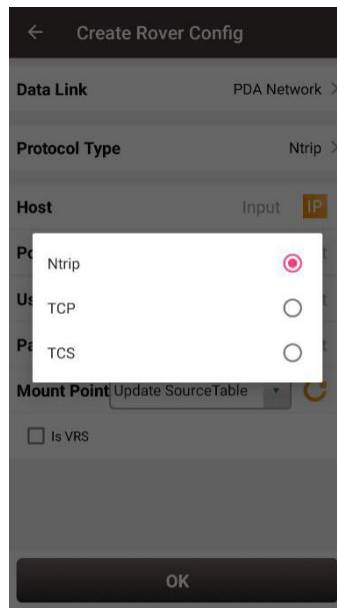 Create Rover Config
Data Link PDA Network
Protocol Type Ntrip
Host Input IP
Ntrip
TCP
TCS
Mount Point Update SourceTable
Is VRS
OK